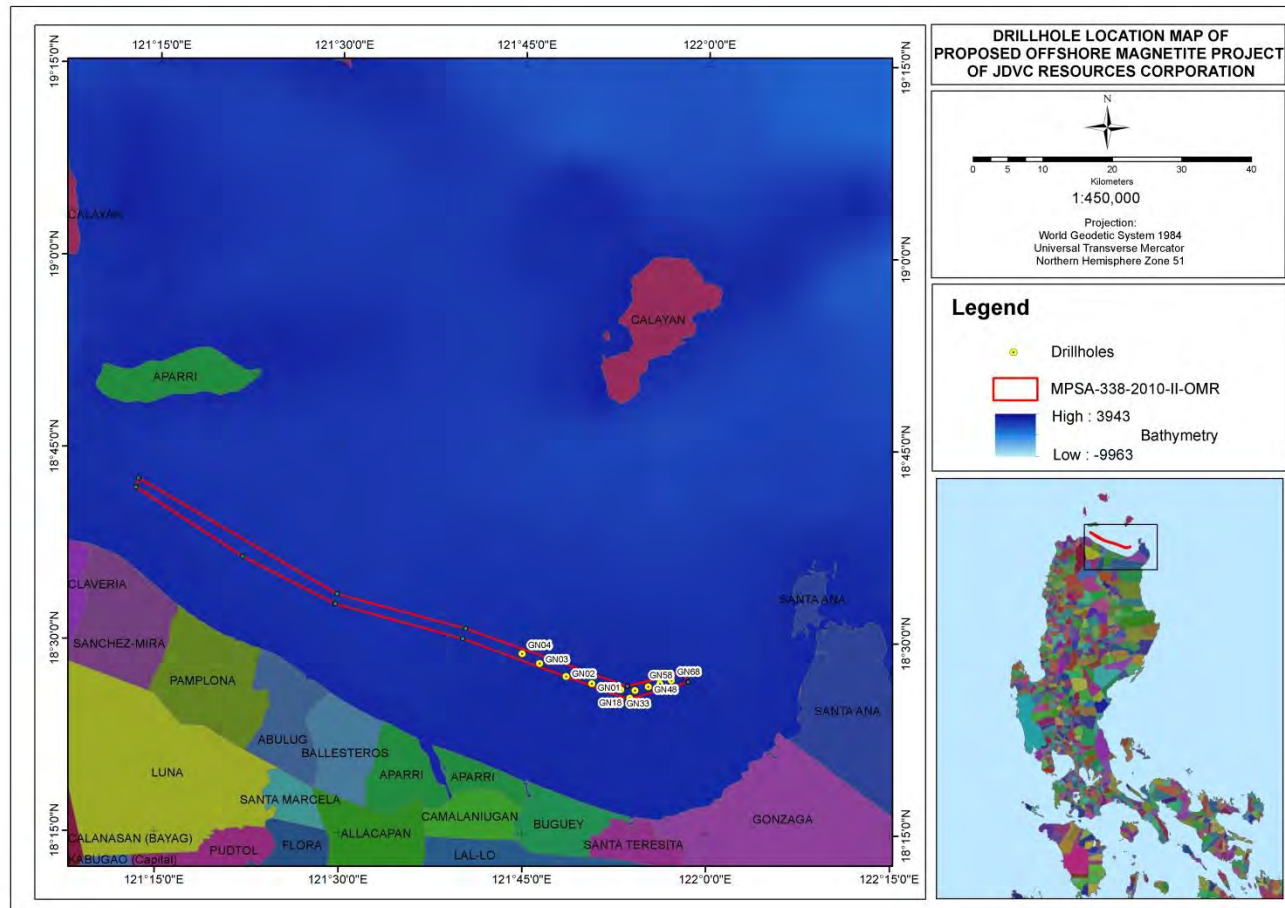 DRILLHOLE LOCATION MAP OF
PROPOSED OFFSHORE MAGNETITE PROJECT
OF JDVC RESOURCES CORPORATION
N
0 5 10 20 30 40
Kilometers
1:450,000
Projection:
World Geodetic System 1984
Universal Transverse Mercator
Northern Hemisphere Zone 51
Legend
Drillholes
MPSA-338-2010-II-OMR
High : 3943
Bathymetry
Low : -9963
121°15'0"E 121°30'0"E 121°45'0"E 122°0'0"E
19°15'0"N 19°15'0"N
CALAYAN
19°0'0"N 19°0'0"N
CALAYAN
APARRI
18°45'0"N 18°45'0"N
CLAVERIA
SANTA ANA
SANCHEZ-MIRA
18°30'0"N 18°30'0"N
GN04
GN03
GN02
GN58 GN68
GN01 GN48
GN18 GN33
PAMPLONA
SANTA ANA
ABULUG
BALLESTEROS
LUNA
APARRI APARRI
SANTA MARCELA
CAMALANIUGAN
GONZAGA
BUGUEY
ALLACAPAN
18°15'0"N 18°15'0"N
CALANASAN (BAYAG)
FLORA
SANTA TERESITA
PUDTOL
LAL-LO
KABUGAO (Capital)
121°15'0"E 121°30'0"E 121°45'0"E 122°0'0"E 122°15'0"E